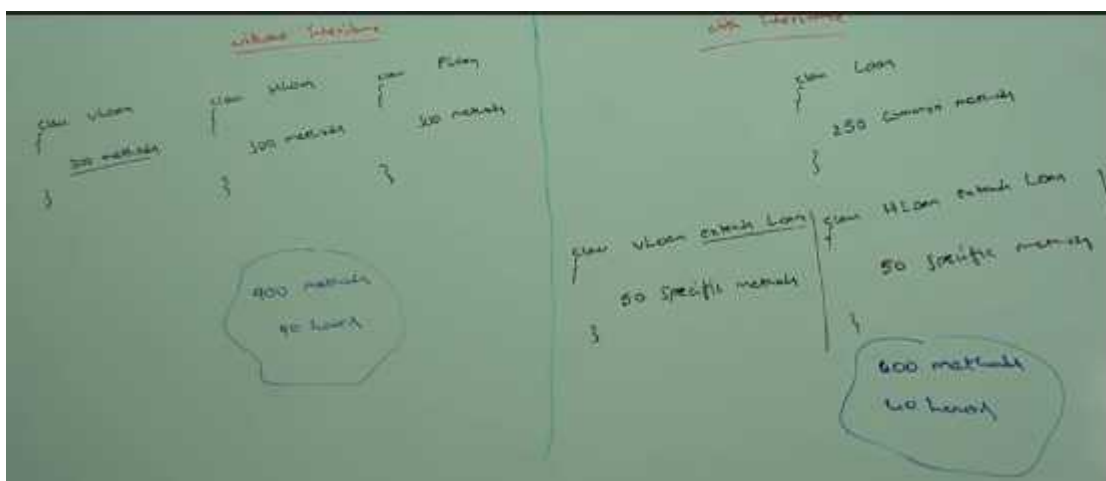 without Inheritance
class VLoan
{
300 methods
}
class HLoan
{
300 methods
}
class PLoan
{
300 methods
}
900 methods
90 hours
with Inheritance
class Loan
{
250 common methods
}
class VLoan extends Loan
{
50 Specific methods
}
class HLoan extends Loan
{
50 Specific methods
}
400 methods
40 hours